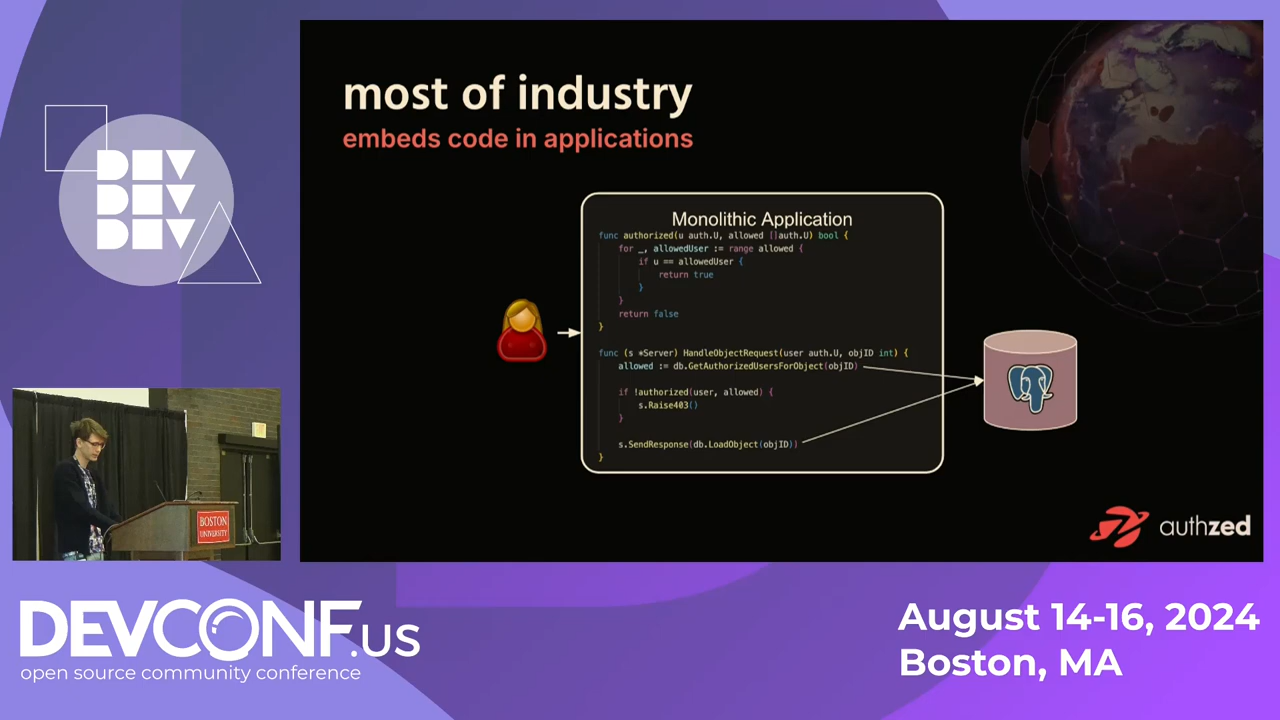 DEV
DEV
DEV
most of industry
embeds code in applications
Monolithic Application
func authorized(u auth.U, allowed []auth.U) bool {
for _, allowedUser := range allowed {
if u == allowedUser {
return true
}
}
return false
}
func (s *Server) HandleObjectRequest(user auth.U, objID int) {
allowed := db.GetAuthorizedUsersForObject(objID)
if !authorized(user, allowed) {
s.Raise403()
}
s.SendResponse(db.LoadObject(objID))
}
authzed
BOSTON
UNIVERSITY
DEVCONF.us
open source community conference
August 14-16, 2024
Boston, MA